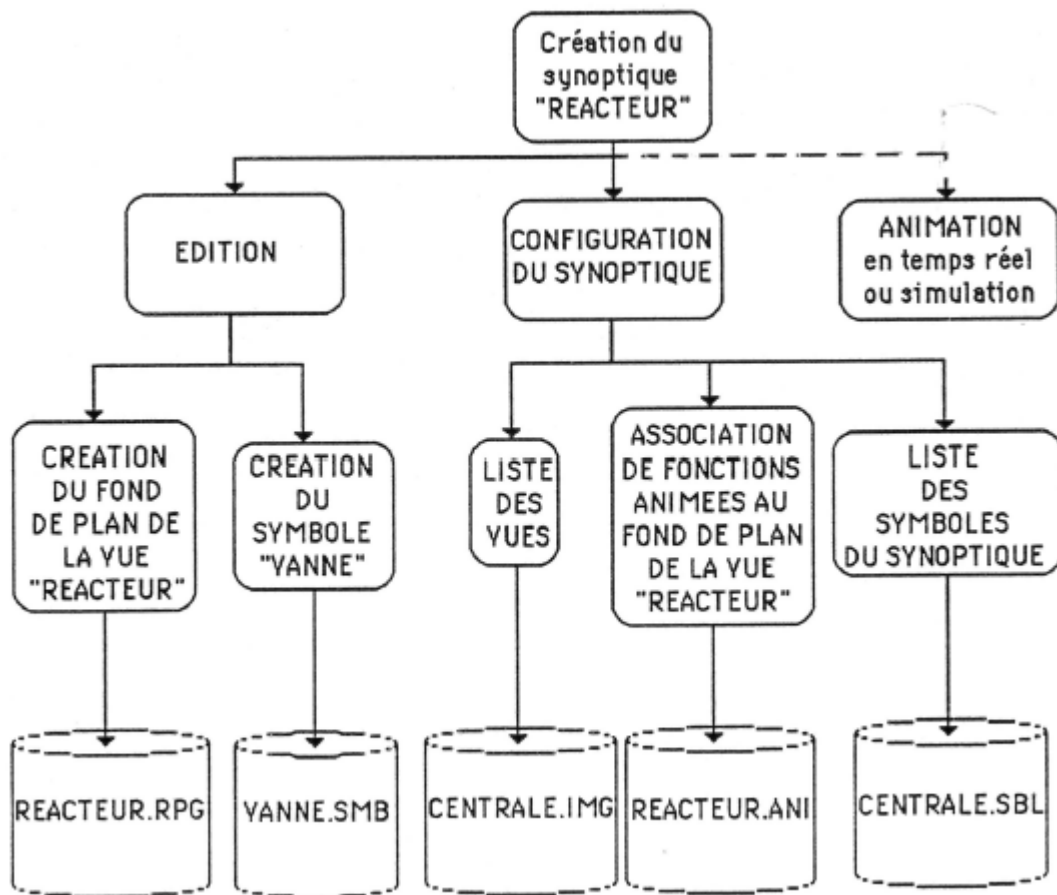 Création du
synoptique
"REACTEUR"
EDITION
CONFIGURATION
DU SYNOPTIQUE
ANIMATION
en temps réel
ou simulation
CREATION
DU FOND
DE PLAN DE
LA VUE
"REACTEUR"
CREATION
DU
SYMBOLE
"VANNE"
LISTE
DES
VUES
ASSOCIATION
DE FONCTIONS
ANIMEES AU
FOND DE PLAN
DE LA VUE
"REACTEUR"
LISTE
DES
SYMBOLES
DU SYNOPTIQUE
REACTEUR.RPG
VANNE.SMB
CENTRALE.IMG
REACTEUR.ANI
CENTRALE.SBL